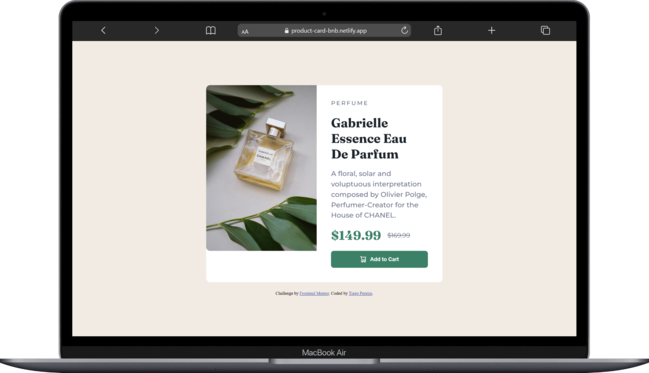 AA product-card-bnb.netlify.app
PERFUME
Gabrielle
Essence Eau
De Parfum
A floral, solar and
voluptuous interpretation
composed by Olivier Polge,
Perfumer-Creator for the
House of CHANEL.
$149.99 $169.99
Add to Cart
CHANEL
Challenge by Frontend Mentor. Coded by
MacBook Air